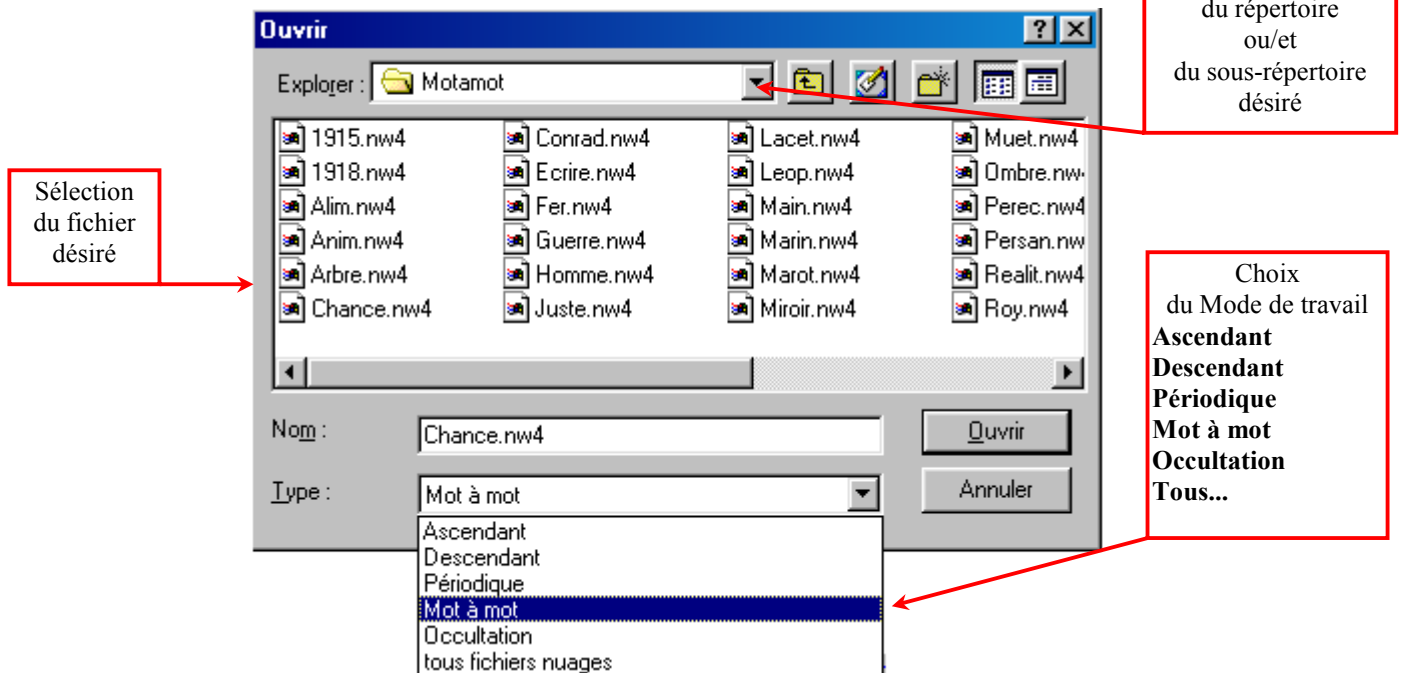 du répertoire
ou/et
du sous-répertoire
désiré
Ouvrir
Explorer :
Motamot
1915.nw4
Conrad.nw4
Lacet.nw4
Muet.nw4
1918.nw4
Ecrire.nw4
Leop.nw4
Ombre.nw
Alim.nw4
Fer.nw4
Main.nw4
Perec.nw4
Anim.nw4
Guerre.nw4
Marin.nw4
Persan.nw
Arbre.nw4
Homme.nw4
Marot.nw4
Realit.nw4
Chance.nw4
Juste.nw4
Miroir.nw4
Roy.nw4
Sélection
du fichier
désiré
Nom :
Chance.nw4
Ouvrir
Type :
Mot à mot
Annuler
Ascendant
Descendant
Périodique
Mot à mot
Occultation
tous fichiers nuages
Choix
du Mode de travail
Ascendant
Descendant
Périodique
Mot à mot
Occultation
Tous...